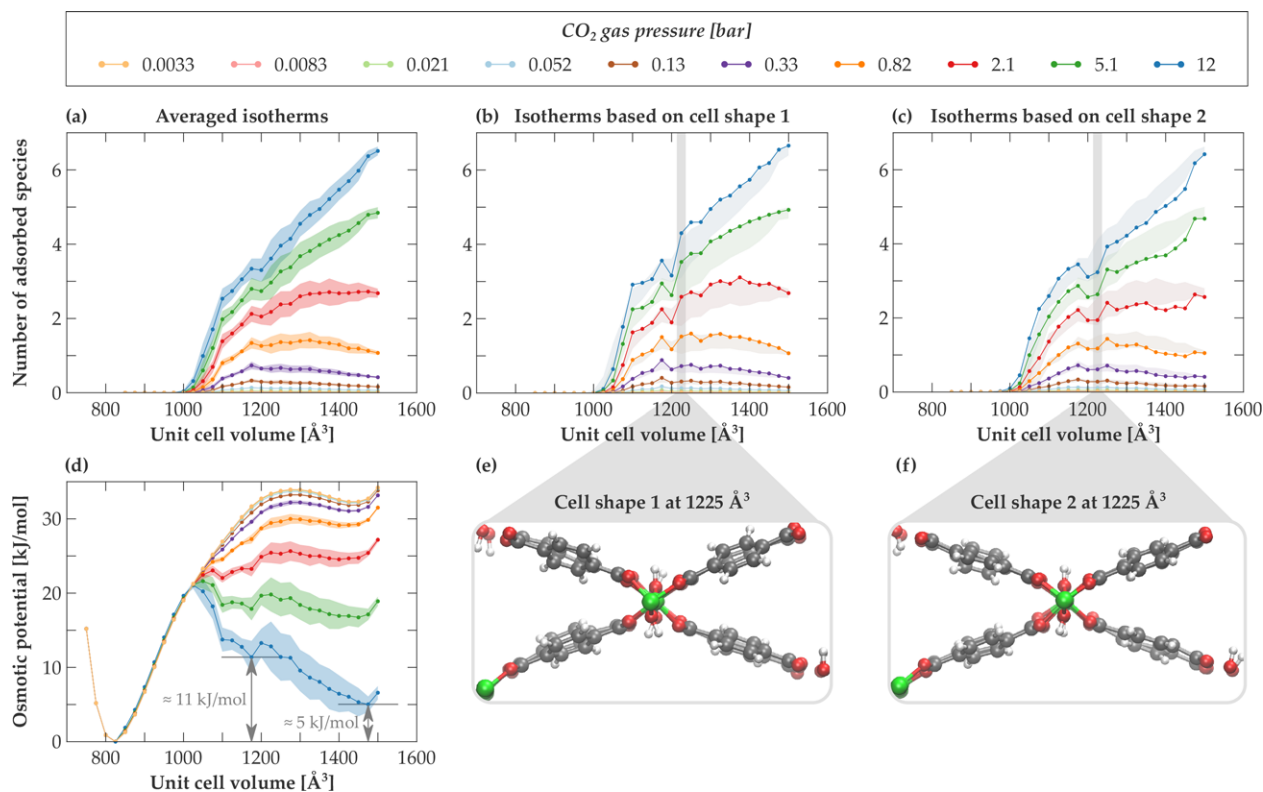 CO₂ gas pressure [bar]
0.0033 0.0083 0.021 0.052 0.13 0.33 0.82 2.1 5.1 12
(a) Averaged isotherms
Number of adsorbed species
6
4
2
0
800 1000 1200 1400 1600
Unit cell volume [Å³]
(b) Isotherms based on cell shape 1
6
4
2
0
800 1000 1200 1400 1600
Unit cell volume [Å³]
(c) Isotherms based on cell shape 2
6
4
2
0
800 1000 1200 1400 1600
Unit cell volume [Å³]
(d)
Osmotic potential [kJ/mol]
30
20
10
0
≈ 11 kJ/mol
≈ 5 kJ/mol
800 1000 1200 1400 1600
Unit cell volume [Å³]
(e)
Cell shape 1 at 1225 Å³
(f)
Cell shape 2 at 1225 Å³